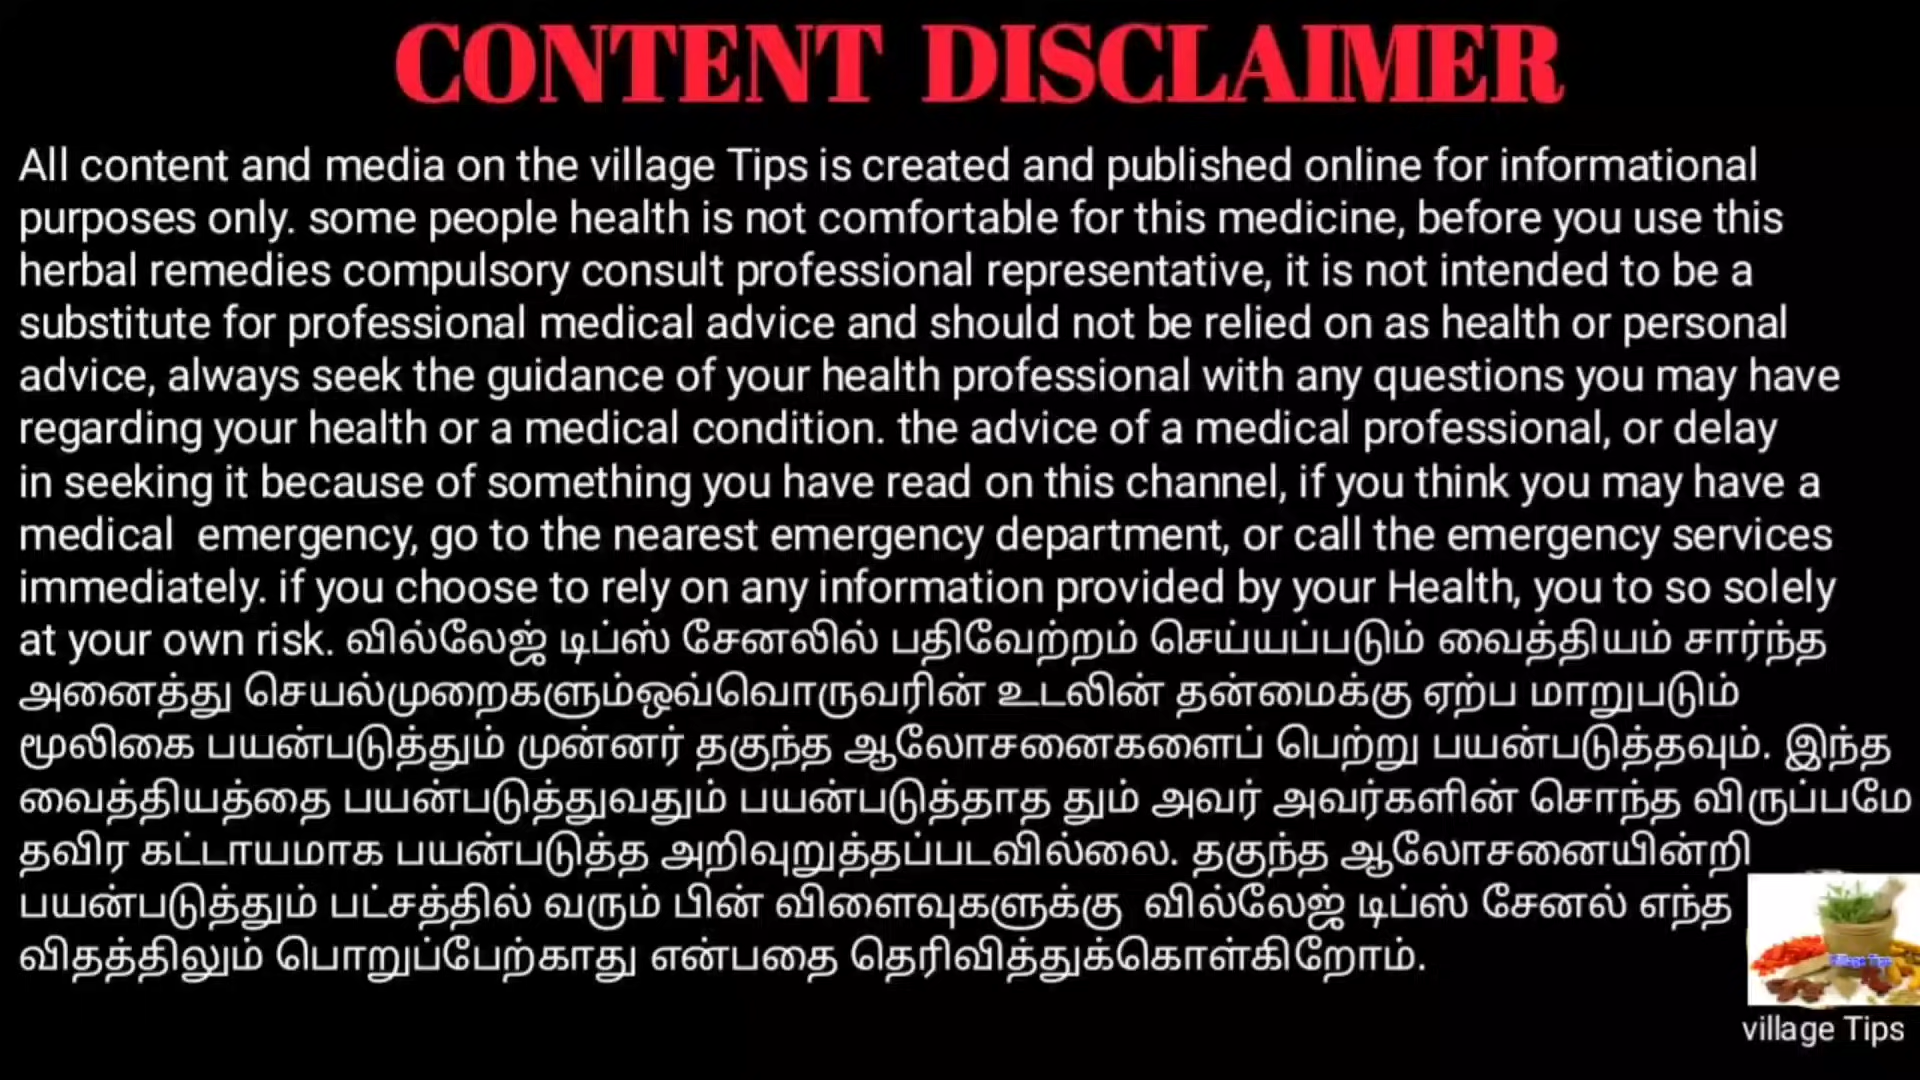 CONTENT DISCLAIMER
All content and media on the village Tips is created and published online for informational
purposes only. some people health is not comfortable for this medicine, before you use this
herbal remedies compulsory consult professional representative, it is not intended to be a
substitute for professional medical advice and should not be relied on as health or personal
advice, always seek the guidance of your health professional with any questions you may have
regarding your health or a medical condition. the advice of a medical professional, or delay
in seeking it because of something you have read on this channel, if you think you may have a
medical  emergency, go to the nearest emergency department, or call the emergency services
immediately. if you choose to rely on any information provided by your Health, you to so solely
at your own risk. வில்லேஜ் டிப்ஸ் சேனலில் பதிவேற்றம் செய்யப்படும் வைத்தியம் சார்ந்த
அனைத்து செயல்முறைகளும்ஒவ்வொருவரின் உடலின் தன்மைக்கு ஏற்ப மாறுபடும்
மூலிகை பயன்படுத்தும் முன்னர் தகுந்த ஆலோசனைகளைப் பெற்று பயன்படுத்தவும். இந்த
வைத்தியத்தை பயன்படுத்துவதும் பயன்படுத்தாத தும் அவர் அவர்களின் சொந்த விருப்பமே
தவிர கட்டாயமாக பயன்படுத்த அறிவுறுத்தப்படவில்லை. தகுந்த ஆலோசனையின்றி
பயன்படுத்தும் பட்சத்தில் வரும் பின் விளைவுகளுக்கு  வில்லேஜ் டிப்ஸ் சேனல் எந்த
விதத்திலும் பொறுப்பேற்காது என்பதை தெரிவித்துக்கொள்கிறோம்.
Village Tips
village Tips